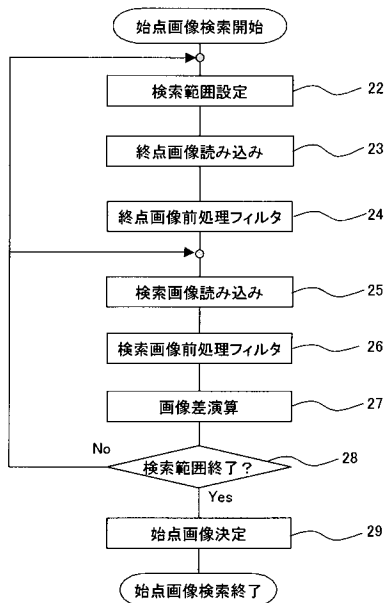 始点画像検索開始
検索範囲設定
22
終点画像読み込み
23
終点画像前処理フィルタ
24
検索画像読み込み
25
検索画像前処理フィルタ
26
画像差演算
27
No
検索範囲終了？
28
Yes
始点画像決定
29
始点画像検索終了